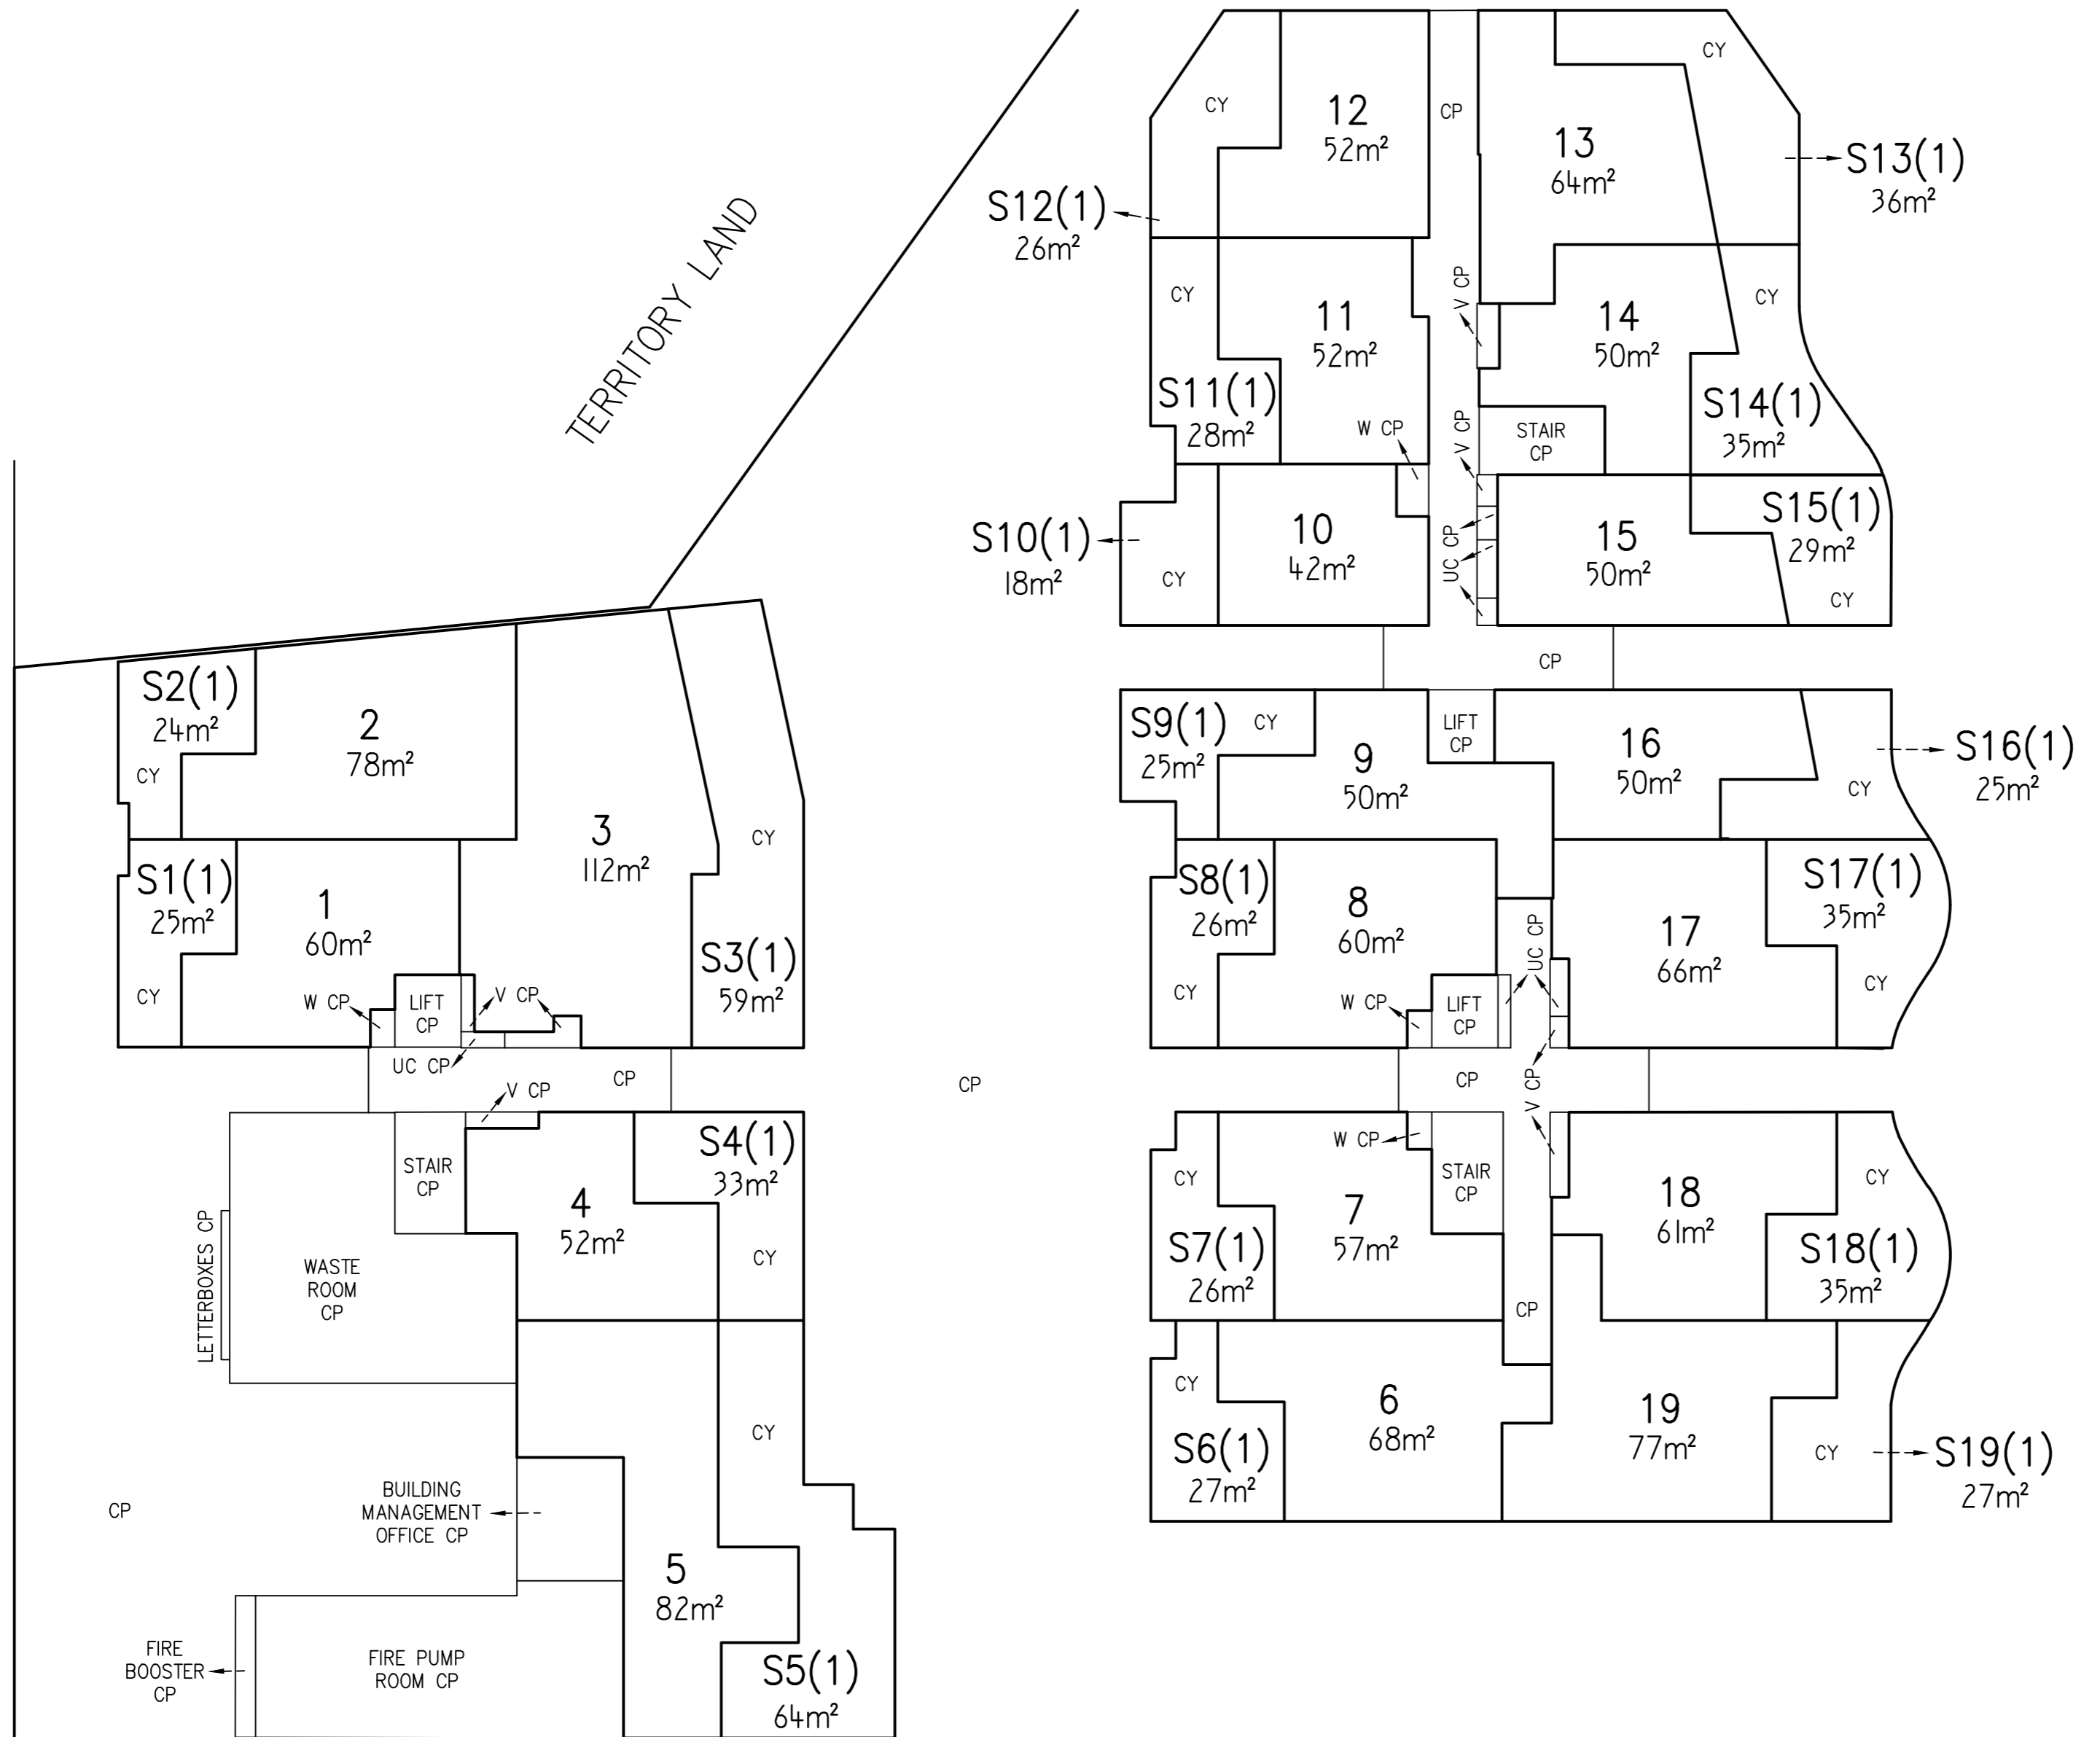 TERRITORY LAND
CY
12
52m²
CP
13
64m²
CY
S13(1)
36m²
S12(1)
26m²
CY
11
52m²
S11(1)
28m²
W CP
V CP
14
50m²
CY
S14(1)
35m²
V CP
STAIR
CP
S10(1)
18m²
CY
10
42m²
UC CP
15
50m²
S15(1)
29m²
CY
CP
S2(1)
24m²
CY
2
78m²
3
112m²
CY
S1(1)
25m²
CY
1
60m²
W CP
LIFT
CP
V CP
UC CP
S3(1)
59m²
CP
V CP
CP
S9(1)
25m²
CY
9
50m²
LIFT
CP
16
50m²
CY
S16(1)
25m²
S8(1)
26m²
CY
8
60m²
W CP
LIFT
CP
UC CP
17
66m²
S17(1)
35m²
CY
CP
V CP
STAIR
CP
4
52m²
S4(1)
33m²
CY
LETTERBOXES CP
WASTE
ROOM
CP
CY
S7(1)
26m²
7
57m²
W CP
STAIR
CP
CP
18
61m²
CY
S18(1)
35m²
CP
BUILDING
MANAGEMENT
OFFICE CP
CY
5
82m²
S5(1)
64m²
FIRE
BOOSTER
CP
FIRE PUMP
ROOM CP
CY
S6(1)
27m²
6
68m²
19
77m²
CY
S19(1)
27m²